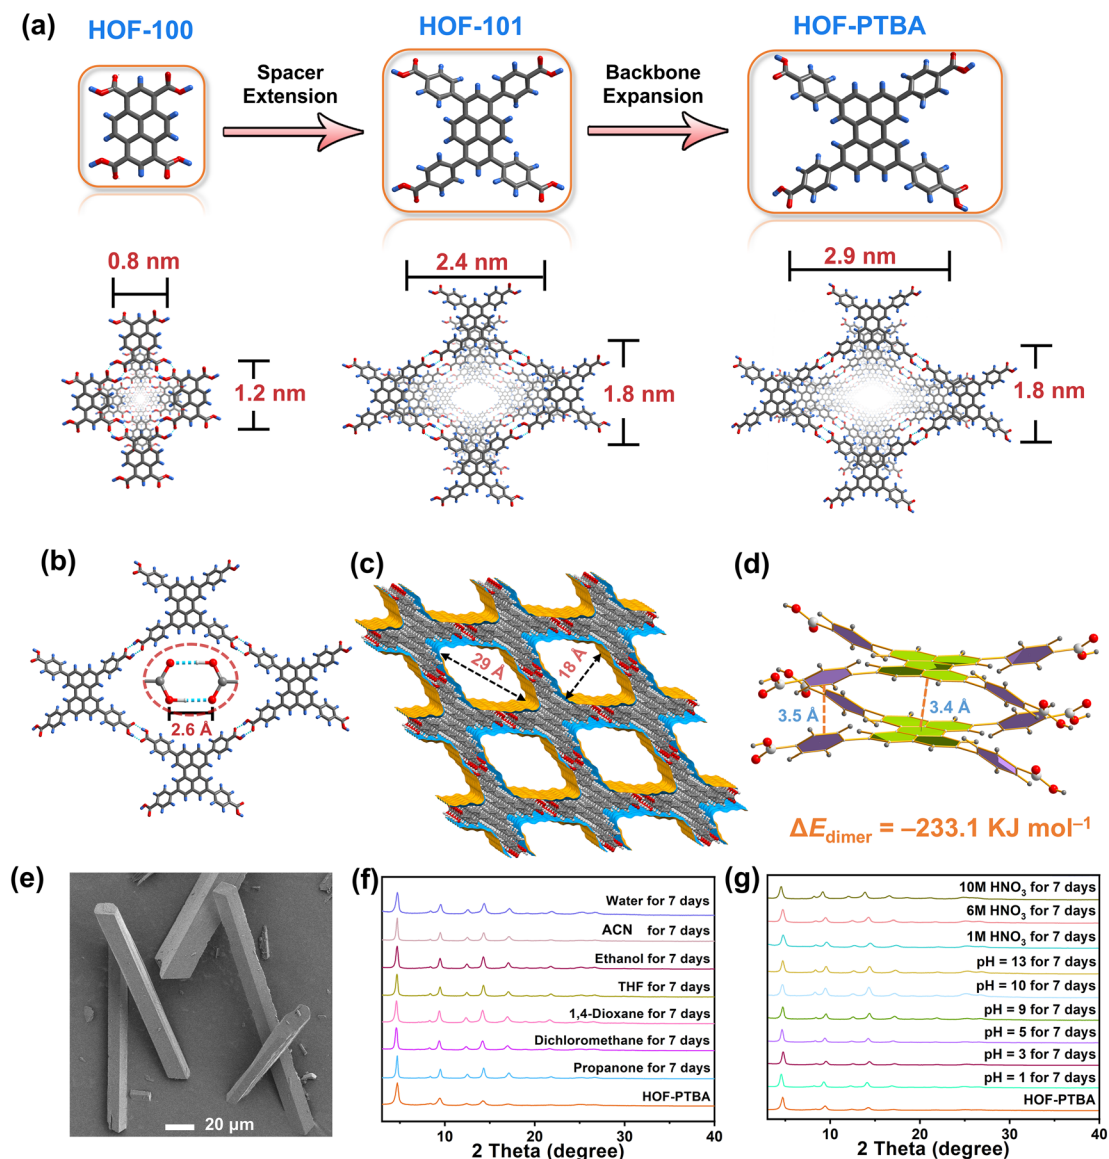 (a)
HOF-100
HOF-101
HOF-PTBA
Spacer
Extension
Backbone
Expansion
0.8 nm
2.4 nm
2.9 nm
1.2 nm
1.8 nm
1.8 nm
(b)
2.6 Å
(c)
29 Å
18 Å
(d)
3.5 Å
3.4 Å
ΔE_dimer = –233.1 KJ mol⁻¹
(e)
20 µm
(f)
Water for 7 days
ACN for 7 days
Ethanol for 7 days
THF for 7 days
1,4-Dioxane for 7 days
Dichloromethane for 7 days
Propanone for 7 days
HOF-PTBA
10 20 30 40
2 Theta (degree)
(g)
10M HNO₃ for 7 days
6M HNO₃ for 7 days
1M HNO₃ for 7 days
pH = 13 for 7 days
pH = 10 for 7 days
pH = 9 for 7 days
pH = 5 for 7 days
pH = 3 for 7 days
pH = 1 for 7 days
HOF-PTBA
10 20 30 40
2 Theta (degree)